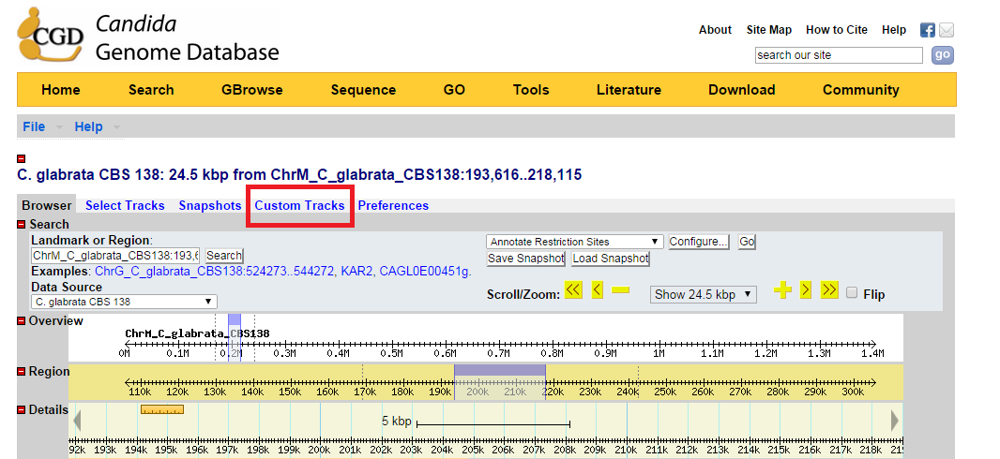 CGD
Candida
Genome Database
About Site Map How to Cite Help
search our site go
Home Search GBrowse Sequence GO Tools Literature Download Community
File Help
C. glabrata CBS 138: 24.5 kbp from ChrM_C_glabrata_CBS138:193,616..218,115
Browser Select Tracks Snapshots Custom Tracks Preferences
Search
Landmark or Region:
ChrM_C_glabrata_CBS138:193,6 Search
Annotate Restriction Sites Configure... Go
Save Snapshot Load Snapshot
Examples: ChrG_C_glabrata_CBS138:524273..544272, KAR2, CAGL0E00451g.
Data Source
C. glabrata CBS 138
Scroll/Zoom: << < Show 24.5 kbp > >> Flip
Overview
ChrM_C_glabrata_CBS138
0M 0.1M 0.2M 0.3M 0.4M 0.5M 0.6M 0.7M 0.8M 0.9M 1M 1.1M 1.2M 1.3M 1.4M
Region
110k 120k 130k 140k 150k 160k 170k 180k 190k 200k 210k 220k 230k 240k 250k 260k 270k 280k 290k 300k
Details
5 kbp
92k 193k 194k 195k 196k 197k 198k 199k 200k 201k 202k 203k 204k 205k 206k 207k 208k 209k 210k 211k 212k 213k 214k 215k 216k 217k 218k 219